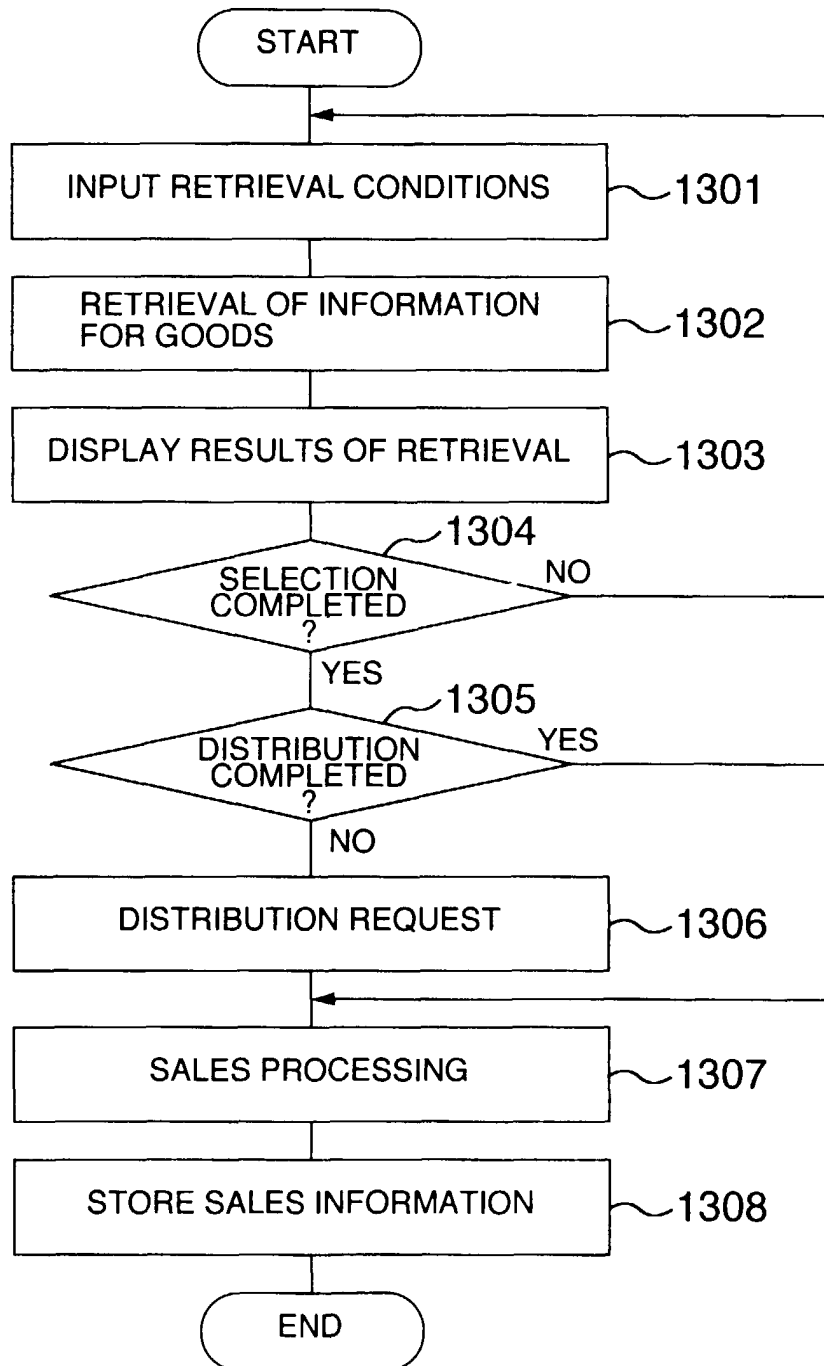 START
INPUT RETRIEVAL CONDITIONS
1301
RETRIEVAL OF INFORMATION
FOR GOODS
1302
DISPLAY RESULTS OF RETRIEVAL
1303
1304
SELECTION
COMPLETED
?
NO
YES
1305
DISTRIBUTION
COMPLETED
?
YES
NO
DISTRIBUTION REQUEST
1306
SALES PROCESSING
1307
STORE SALES INFORMATION
1308
END